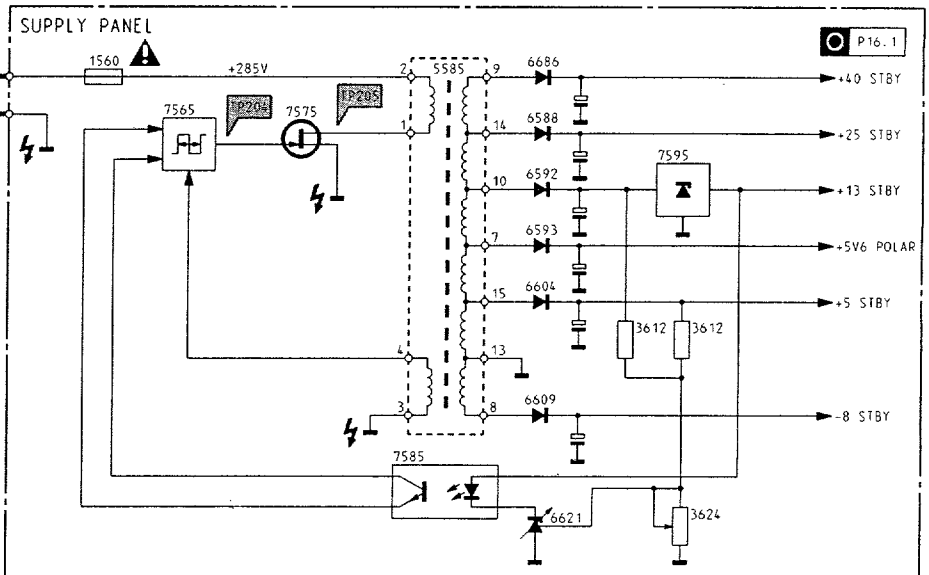 SUPPLY PANEL
P16.1
1560
+285V
2
5585
9
6686
+40 STBY
7565
TP204
7575
TP205
1
14
6588
+25 STBY
10
6592
7595
+13 STBY
7
6593
+5V6 POLAR
15
6604
+5 STBY
3612
3612
4
13
3
8
6609
-8 STBY
7585
6621
3624